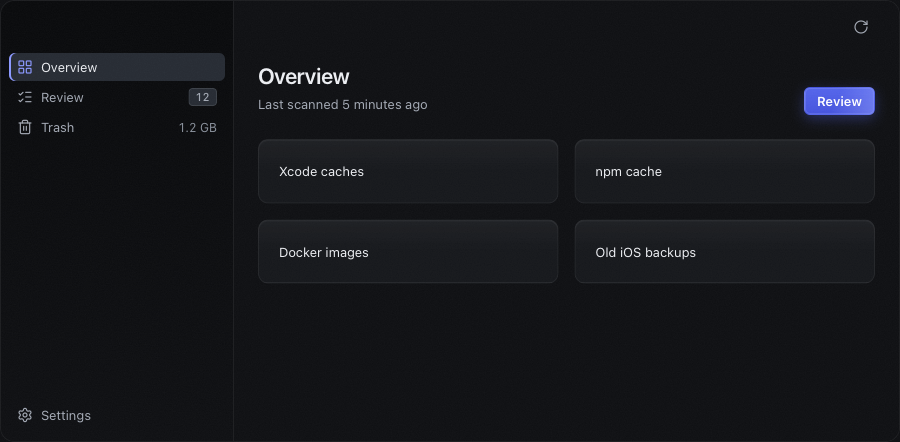 Overview
Review 12
Trash 1.2 GB
Settings
Overview
Last scanned 5 minutes ago
Review
Xcode caches
npm cache
Docker images
Old iOS backups